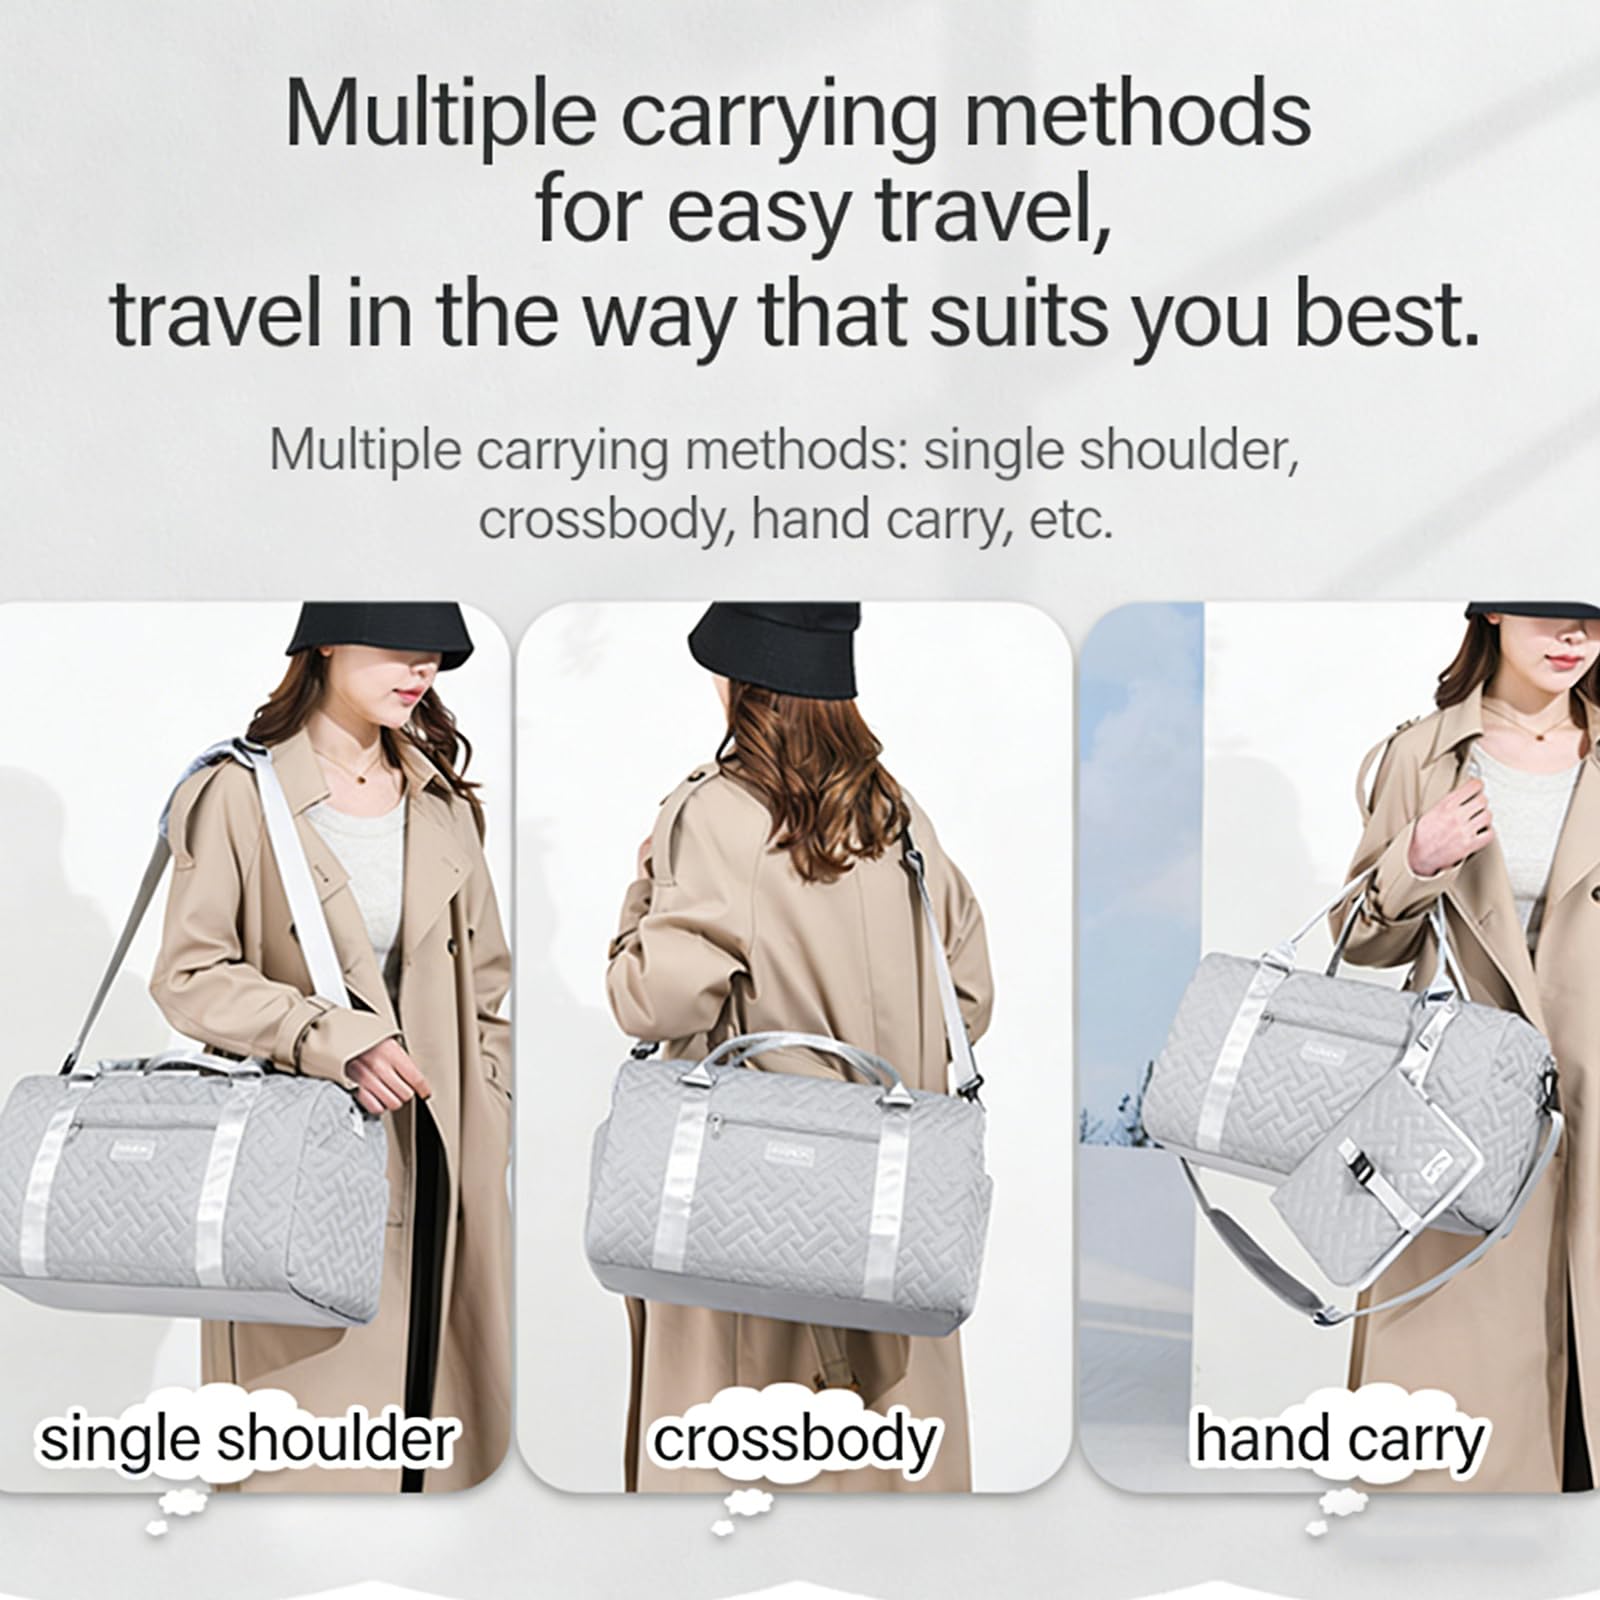 Multiple carrying methods
for easy travel,
travel in the way that suits you best.
Multiple carrying methods: single shoulder,
crossbody, hand carry, etc.
single shoulder
crossbody
hand carry